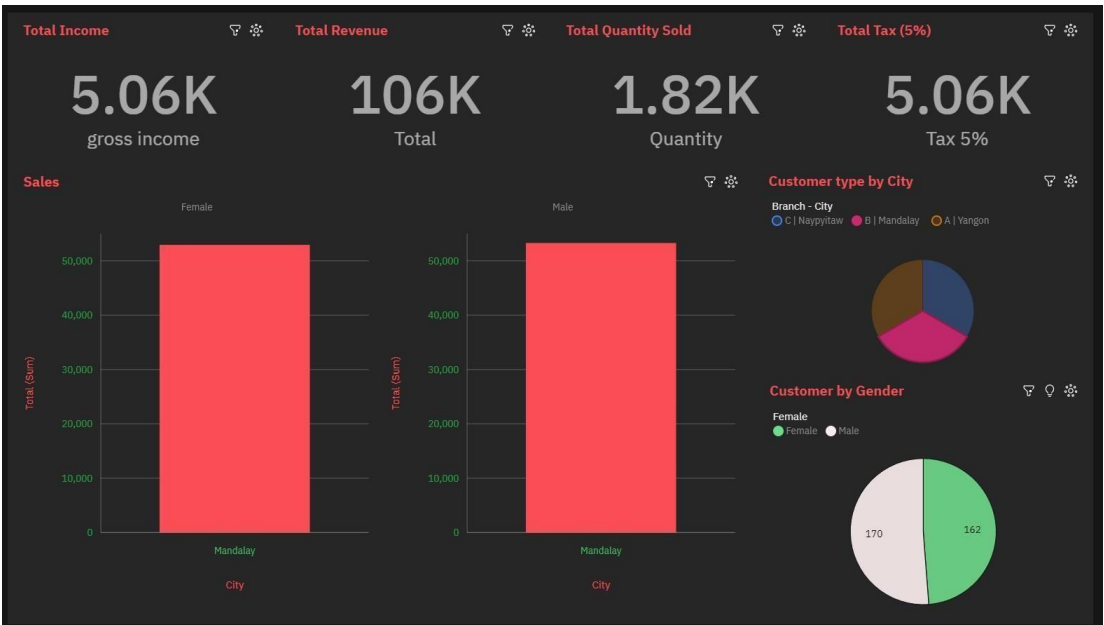 Total Income
Total Revenue
Total Quantity Sold
Total Tax (5%)
5.06K
gross income
106K
Total
1.82K
Quantity
5.06K
Tax 5%
Sales
Female
Total (Sum)
50,000
40,000
30,000
20,000
10,000
0
Mandalay
City
Male
Total (Sum)
50,000
40,000
30,000
20,000
10,000
0
Mandalay
City
Customer type by City
Branch - City
C | Naypyitaw B | Mandalay A | Yangon
Customer by Gender
Female
Female Male
170
162